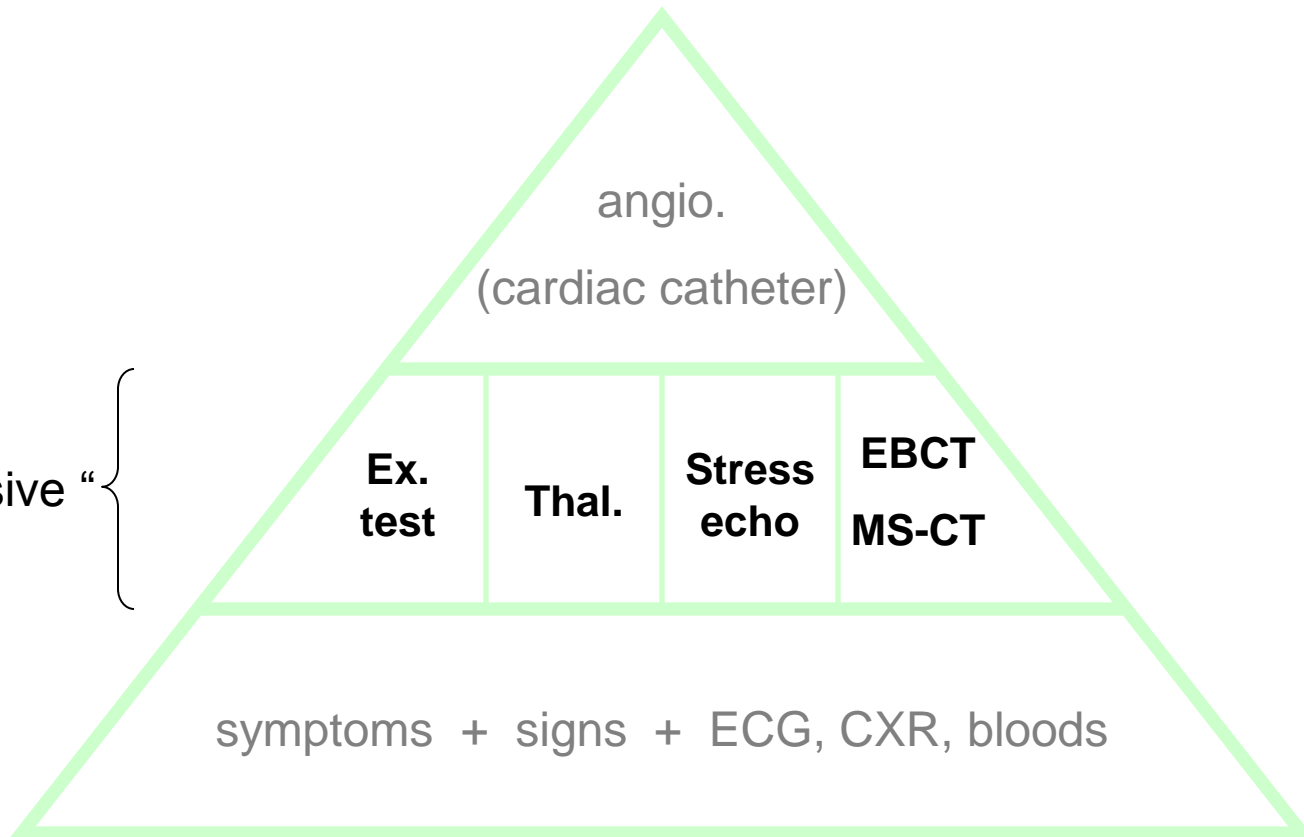 angio.
(cardiac catheter)
sive “
Ex.
test
Thal.
Stress
echo
EBCT
MS-CT
symptoms + signs + ECG, CXR, bloods